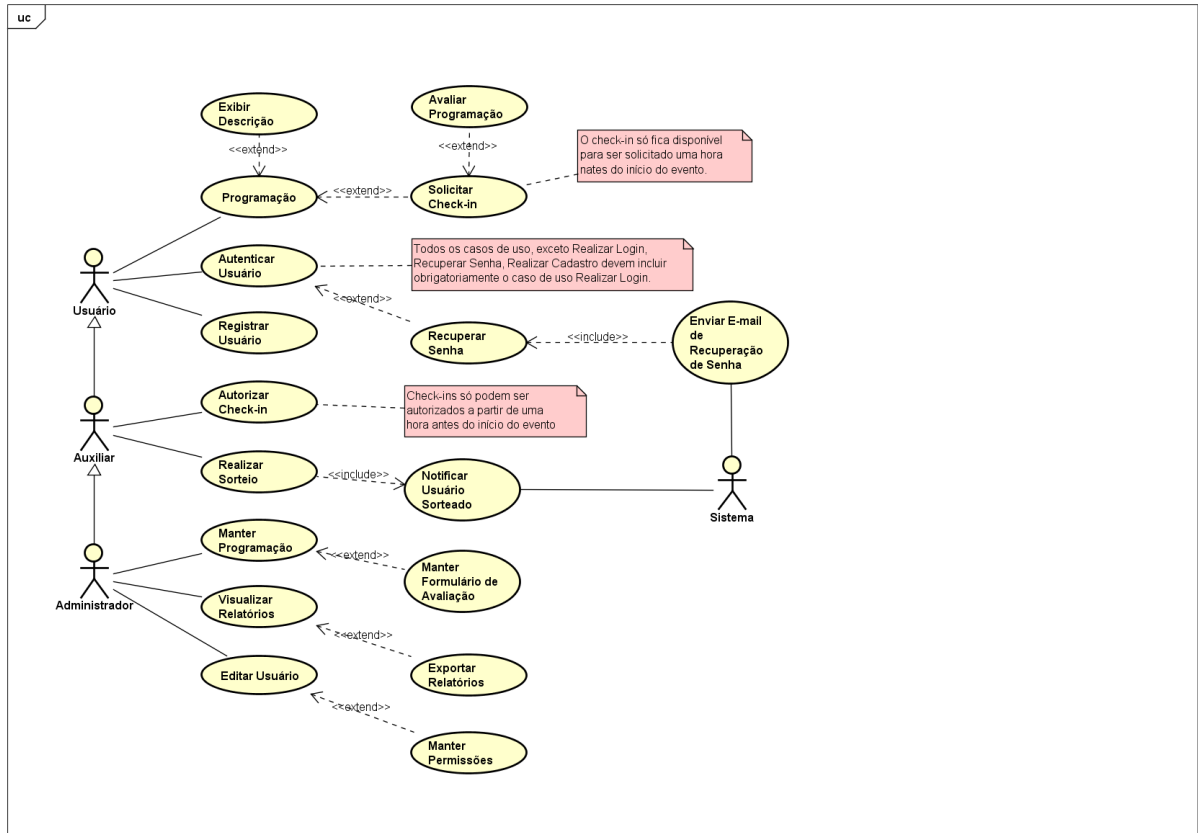 uc
Exibir
Descrição
Avaliar
Programação
<<extend>>
<<extend>>
O check-in só fica disponível
para ser solicitado uma hora
nates do início do evento.
Programação
<<extend>>
Solicitar
Check-in
Autenticar
Usuário
Todos os casos de uso, exceto Realizar Login,
Recuperar Senha, Realizar Cadastro devem incluir
obrigatoriamente o caso de uso Realizar Login.
Usuário
<<extend>>
Registrar
Usuário
Recuperar
Senha
<<include>>
Enviar E-mail
de
Recuperação
de Senha
Autorizar
Check-in
Check-ins só podem ser
autorizados a partir de uma
hora antes do início do evento
Auxiliar
Realizar
Sorteio
<<include>>
Notificar
Usuário
Sorteado
Sistema
Manter
Programação
<<extend>>
Manter
Formulário de
Avaliação
Administrador
Visualizar
Relatórios
<<extend>>
Exportar
Relatórios
Editar Usuário
<<extend>>
Manter
Permissões